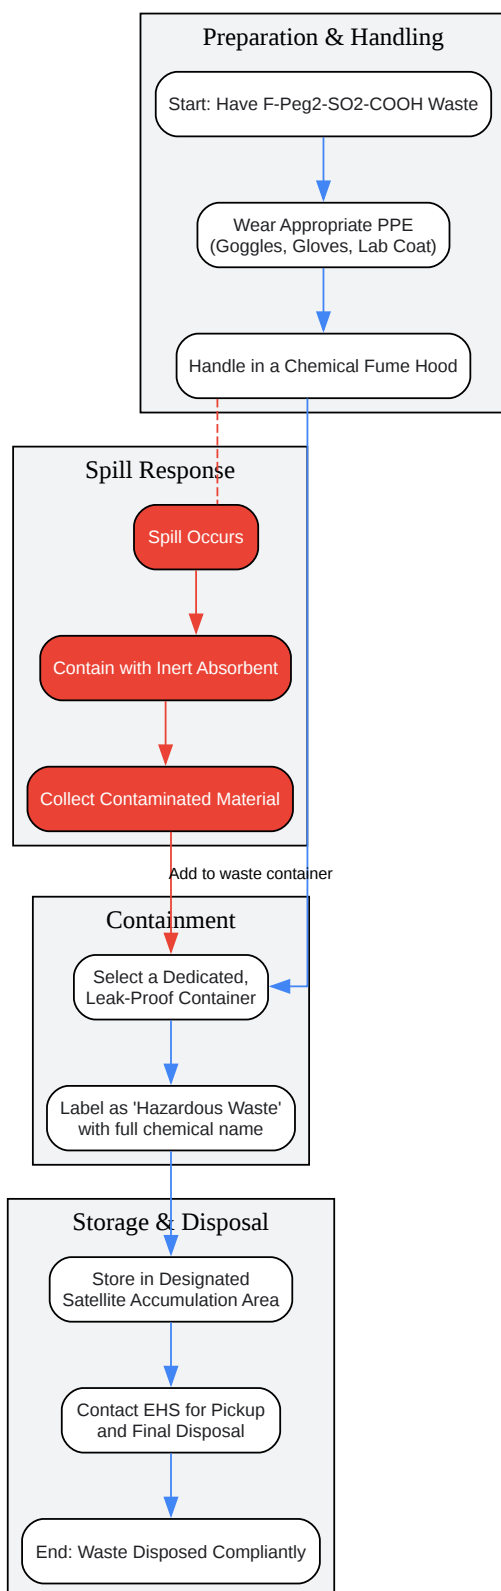 Preparation & Handling
Start: Have F-Peg2-SO2-COOH Waste
Wear Appropriate PPE
(Goggles, Gloves, Lab Coat)
Handle in a Chemical Fume Hood
Spill Response
Spill Occurs
Contain with Inert Absorbent
Collect Contaminated Material
Add to waste container
Containment
Select a Dedicated,
Leak-Proof Container
Label as 'Hazardous Waste'
with full chemical name
Storage & Disposal
Store in Designated
Satellite Accumulation Area
Contact EHS for Pickup
and Final Disposal
End: Waste Disposed Compliantly